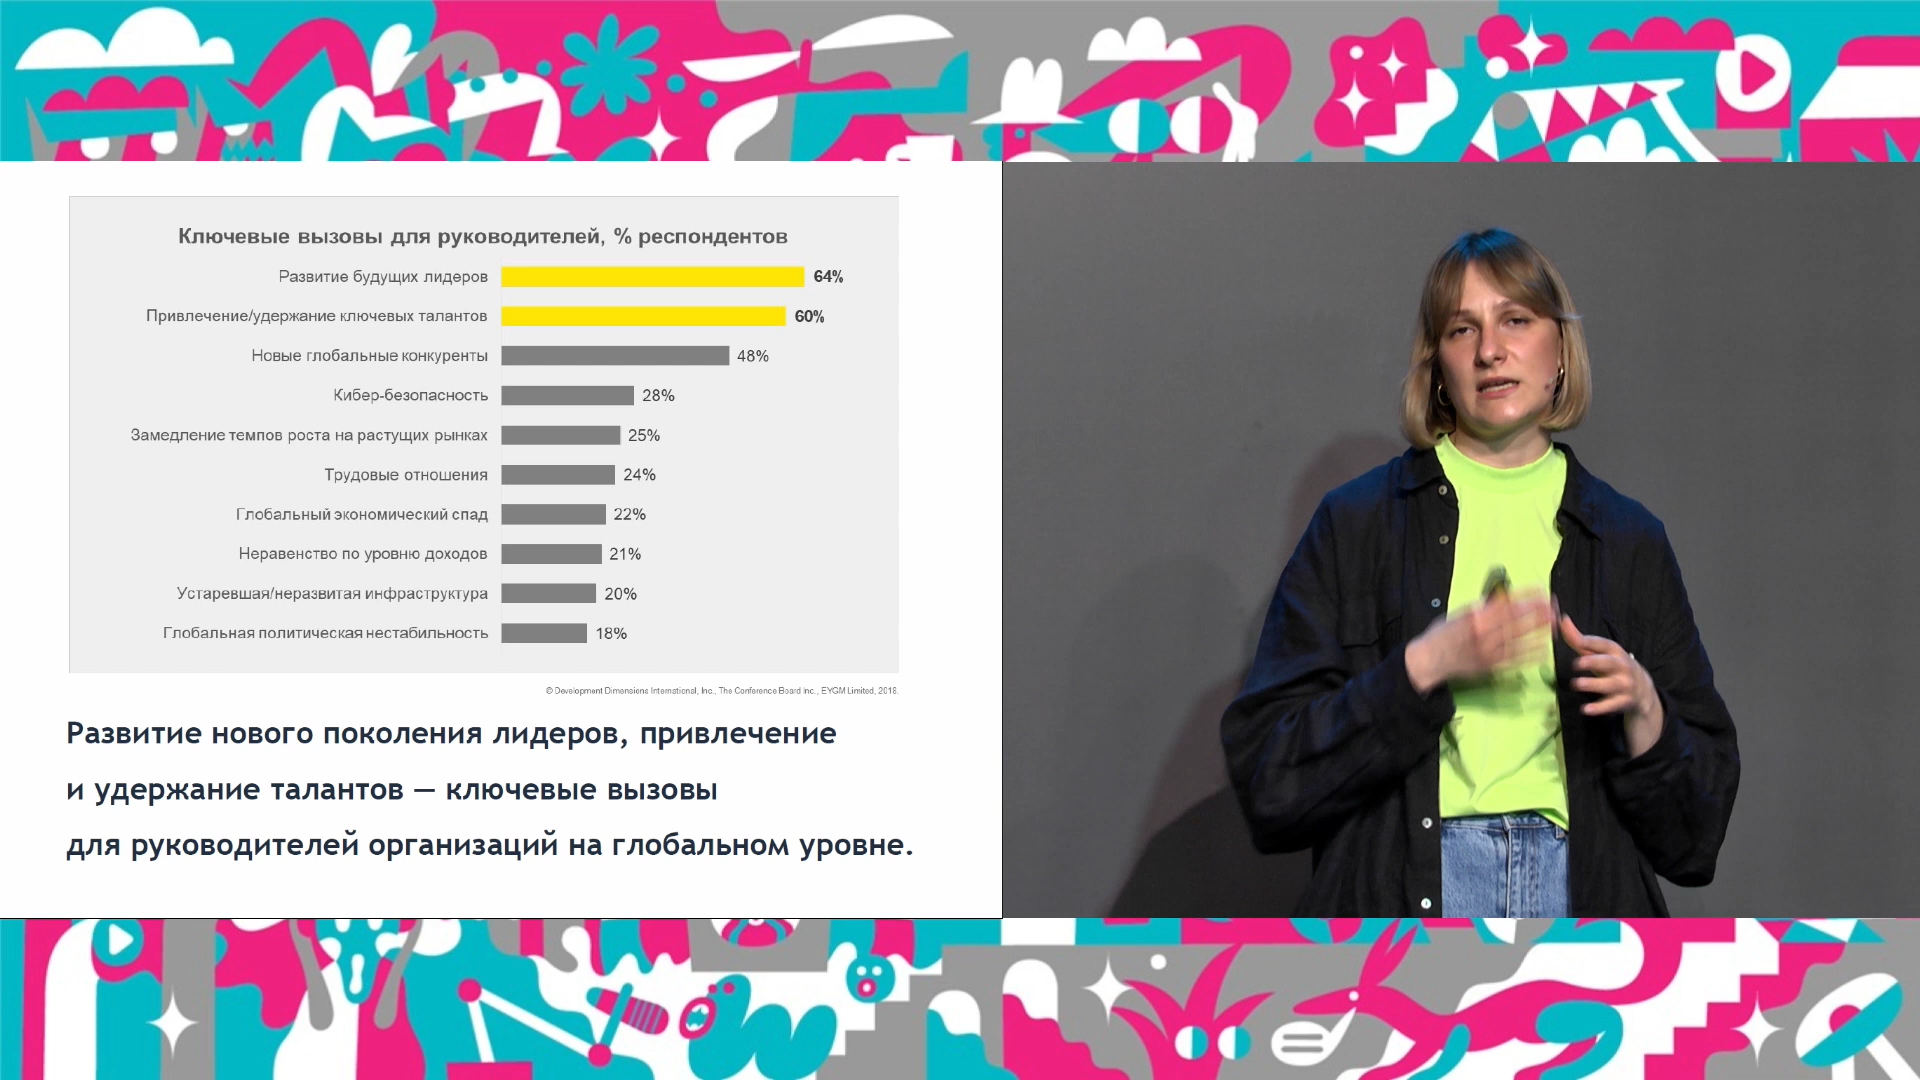 Ключевые вызовы для руководителей, % респондентов
Развитие будущих лидеров 64%
Привлечение/удержание ключевых талантов 60%
Новые глобальные конкуренты 48%
Кибер-безопасность 28%
Замедление темпов роста на растущих рынках 25%
Трудовые отношения 24%
Глобальный экономический спад 22%
Неравенство по уровню доходов 21%
Устаревшая/неразвитая инфраструктура 20%
Глобальная политическая нестабильность 18%
© Development Dimensions International, Inc., The Conference Board Inc., EYGM Limited, 2018.
Развитие нового поколения лидеров, привлечение
и удержание талантов — ключевые вызовы
для руководителей организаций на глобальном уровне.